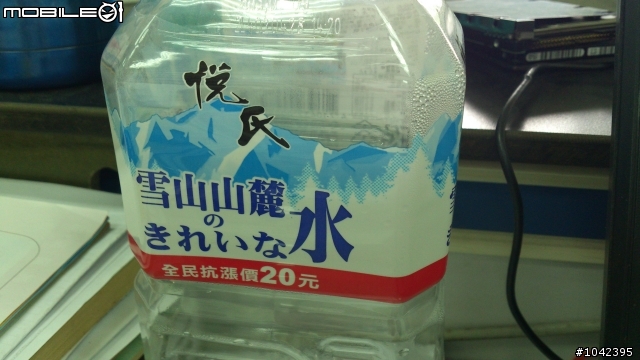 MOBILE01
悅氏
雪山山麓
の
きれいな水
全民抗漲價20元
#1042395